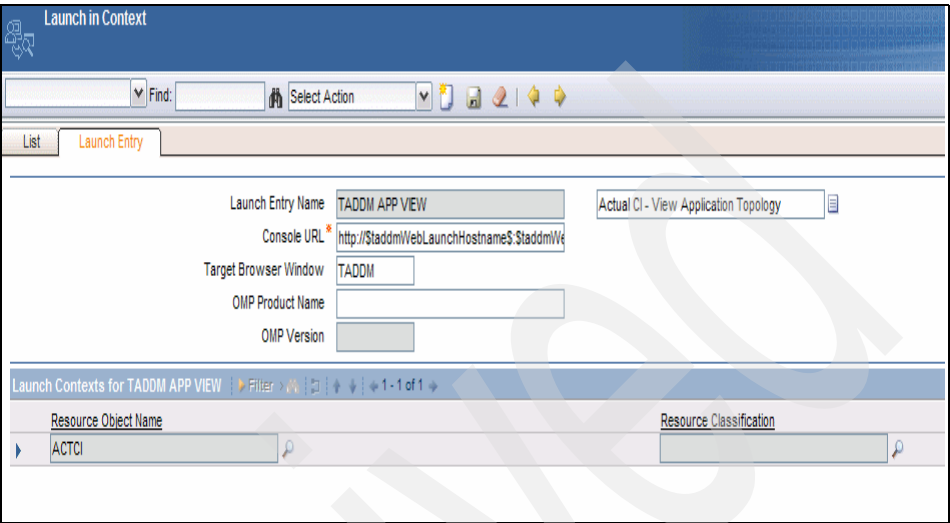 Launch in Context
Find: Select Action
List Launch Entry
Launch Entry Name TADDM APP VIEW Actual CI - View Application Topology
Console URL* http://$taddmWebLaunchHostname$:$taddmWe
Target Browser Window TADDM
OMP Product Name
OMP Version
Launch Contexts for TADDM APP VIEW Filter 1 - 1 of 1
Resource Object Name Resource Classification
ACTCI